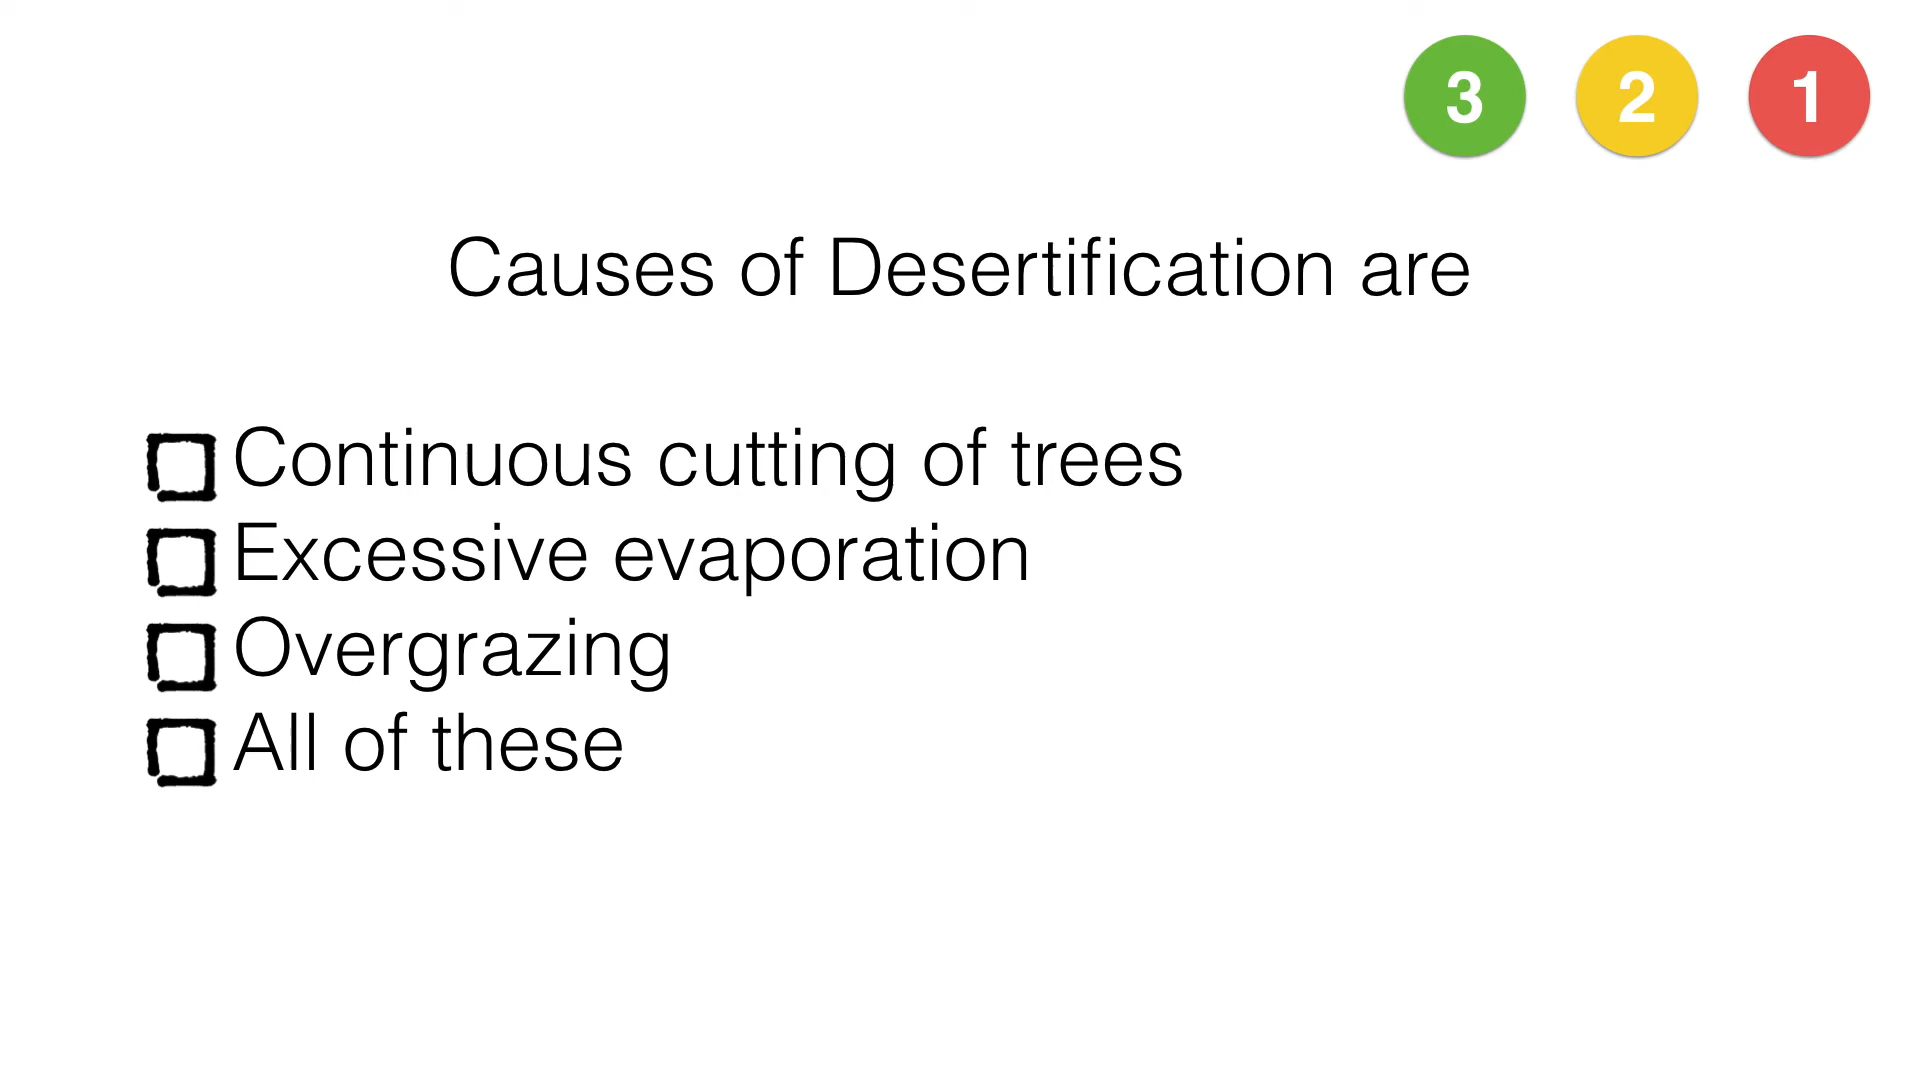 3 2 1
Causes of Desertification are
Continuous cutting of trees
Excessive evaporation
Overgrazing
All of these